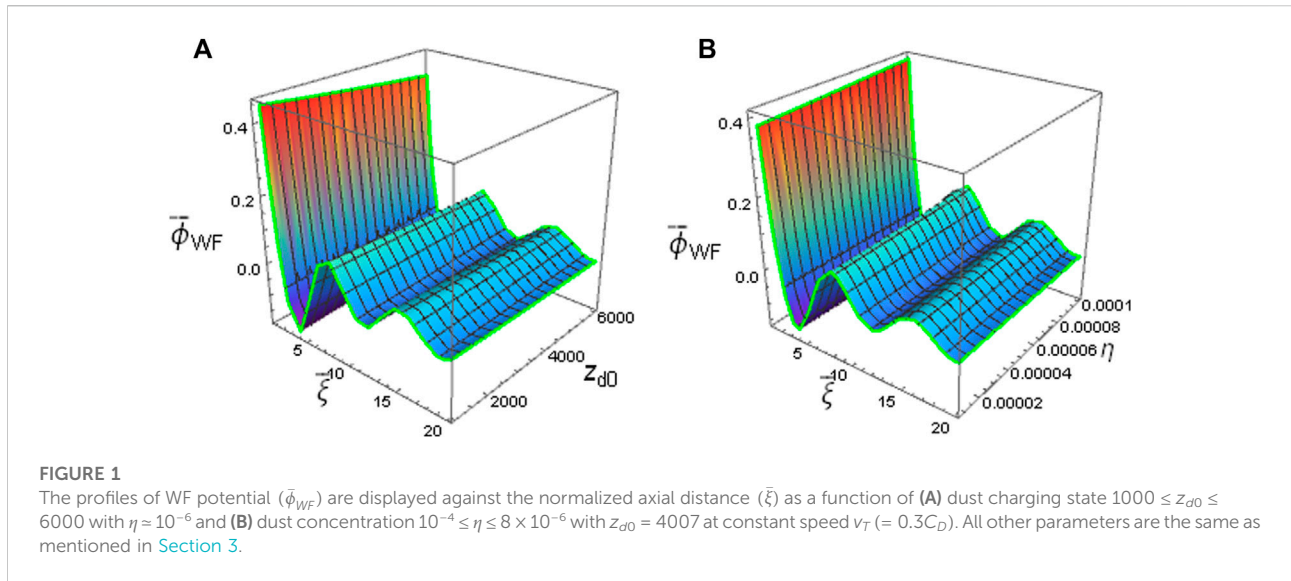 A
B
0.4
0.2
0.0
ϕ̄WF
5
10
15
20
ξ̄
2000
4000
6000
zd0
0.4
0.2
0.0
ϕ̄WF
5
10
15
20
ξ̄
0.00002
0.00004
0.00006
0.00008
0.0001
η
FIGURE 1
The profiles of WF potential (ϕ̄WF) are displayed against the normalized axial distance (ξ̄) as a function of (A) dust charging state 1000 ≤ zd0 ≤
6000 with η ≃ 10⁻⁶ and (B) dust concentration 10⁻⁴ ≤ η ≤ 8 × 10⁻⁶ with zd0 = 4007 at constant speed vT (= 0.3CD). All other parameters are the same as
mentioned in Section 3.